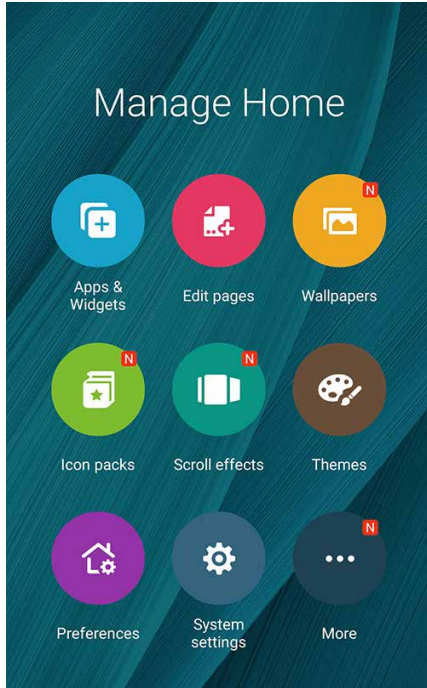 Manage Home
N
Apps &
Widgets
Edit pages
Wallpapers
N
N
Icon packs
Scroll effects
Themes
N
Preferences
System
settings
More